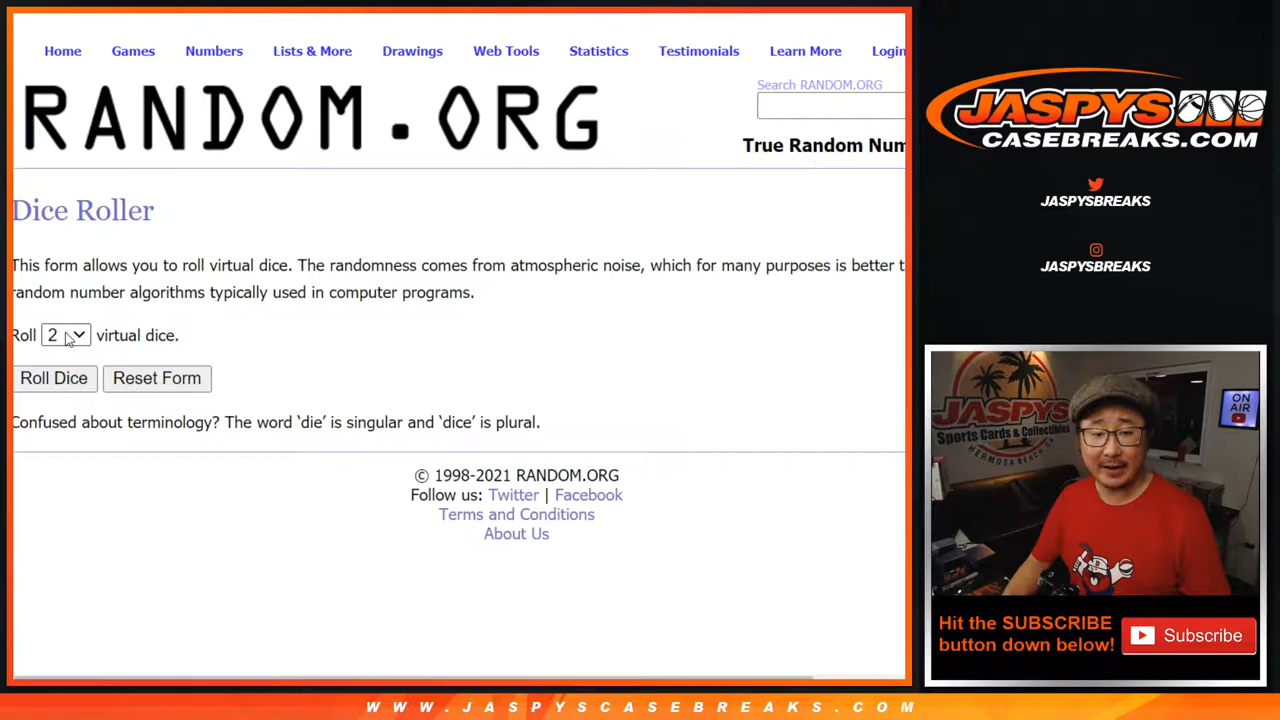 Home Games Numbers Lists & More Drawings Web Tools Statistics Testimonials Learn More Login
RANDOM.ORG
Search RANDOM.ORG
True Random Num
Dice Roller
This form allows you to roll virtual dice. The randomness comes from atmospheric noise, which for many purposes is better t
random number algorithms typically used in computer programs.
Roll 2 virtual dice.
Roll Dice Reset Form
Confused about terminology? The word ‘die’ is singular and ‘dice’ is plural.
© 1998-2021 RANDOM.ORG
Follow us: Twitter | Facebook
Terms and Conditions
About Us
JASPYS
CASEBREAKS.COM
JASPYSBREAKS
JASPYSBREAKS
JASPYS
Sports Cards & Collectibles
HERMOSA BEACH, CA
ON
AIR
Hit the SUBSCRIBE
button down below!
Subscribe
WWW.JASPYSCASEBREAKS.COM